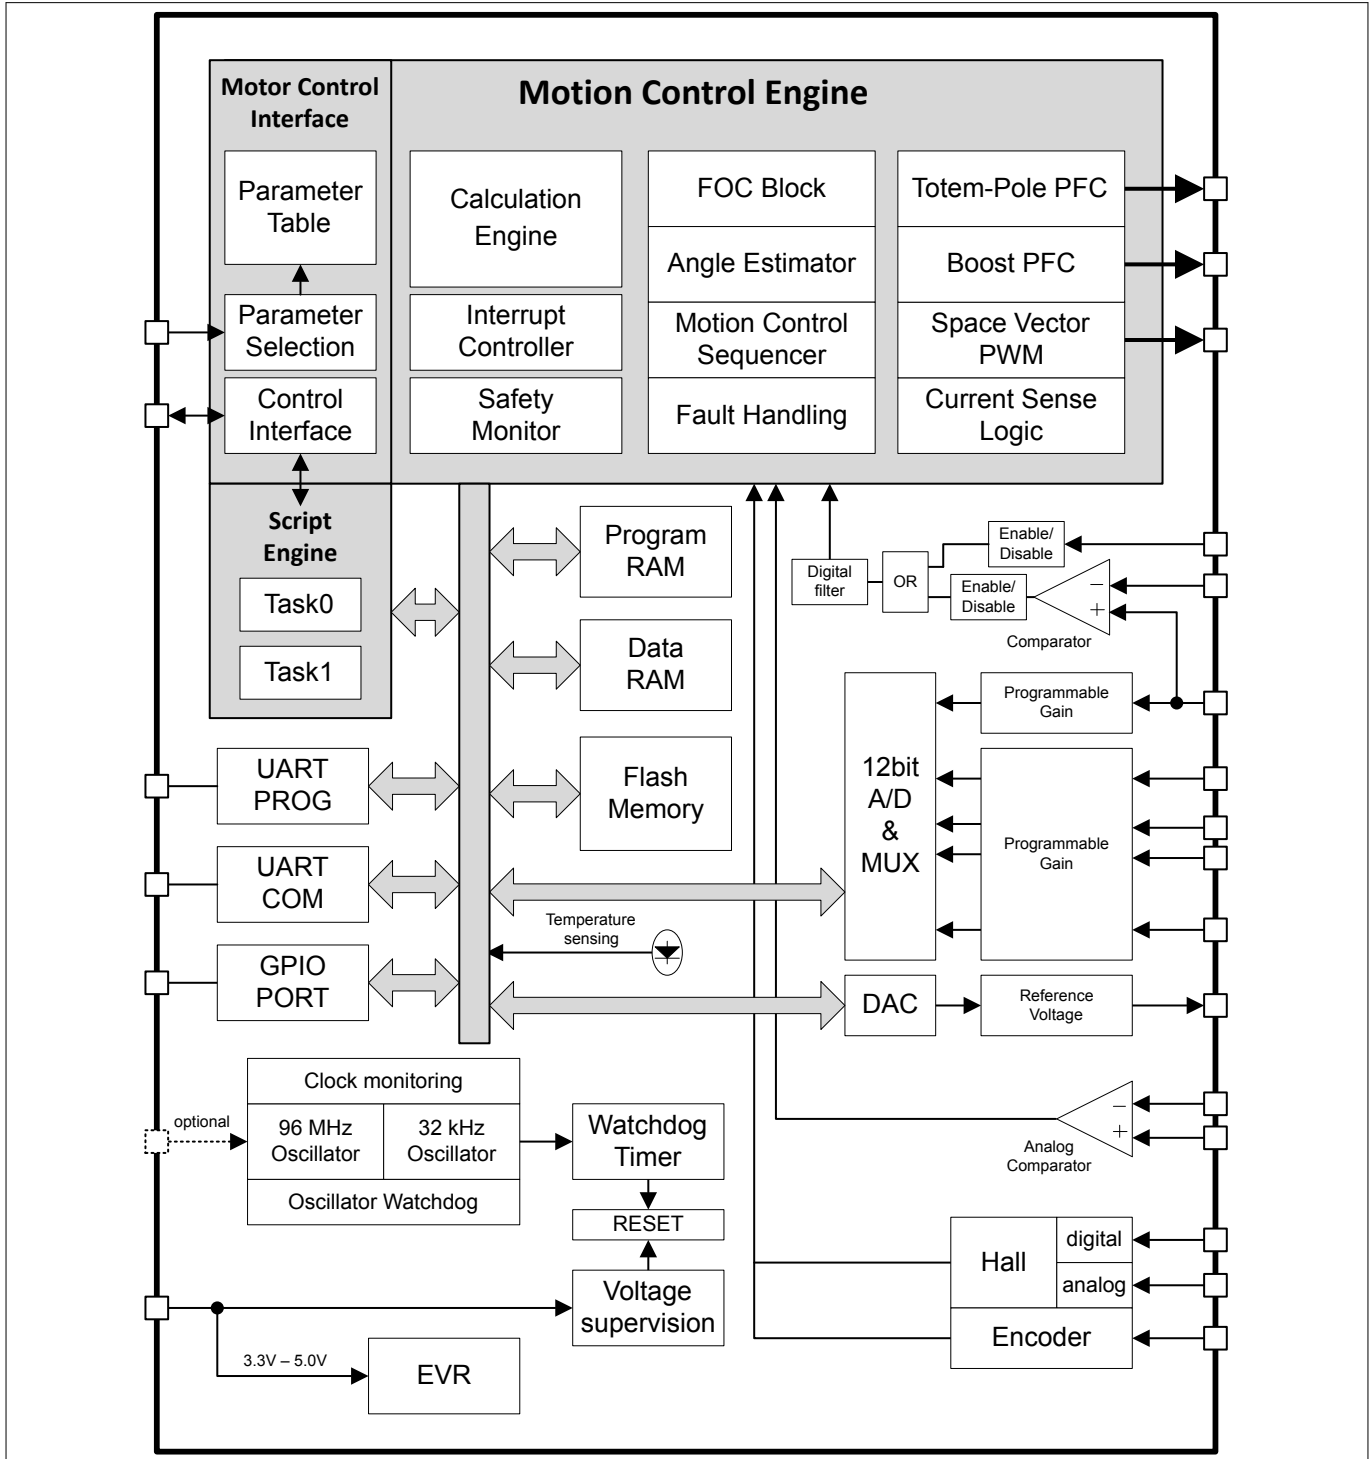 Motor Control
Interface
Motion Control Engine
Parameter
Table
Parameter
Selection
Control
Interface
Calculation
Engine
Interrupt
Controller
Safety
Monitor
FOC Block
Angle Estimator
Motion Control
Sequencer
Fault Handling
Totem-Pole PFC
Boost PFC
Space Vector
PWM
Current Sense
Logic
Script
Engine
Task0
Task1
Program
RAM
Data
RAM
Flash
Memory
Digital
filter
OR
Enable/
Disable
Enable/
Disable
−
+
Comparator
12bit
A/D
&
MUX
Programmable
Gain
Programmable
Gain
UART
PROG
UART
COM
GPIO
PORT
Temperature
sensing
DAC
Reference
Voltage
optional
Clock monitoring
96 MHz
Oscillator
32 kHz
Oscillator
Oscillator Watchdog
Watchdog
Timer
RESET
Voltage
supervision
3.3V – 5.0V
EVR
−
+
Analog
Comparator
Hall
digital
analog
Encoder